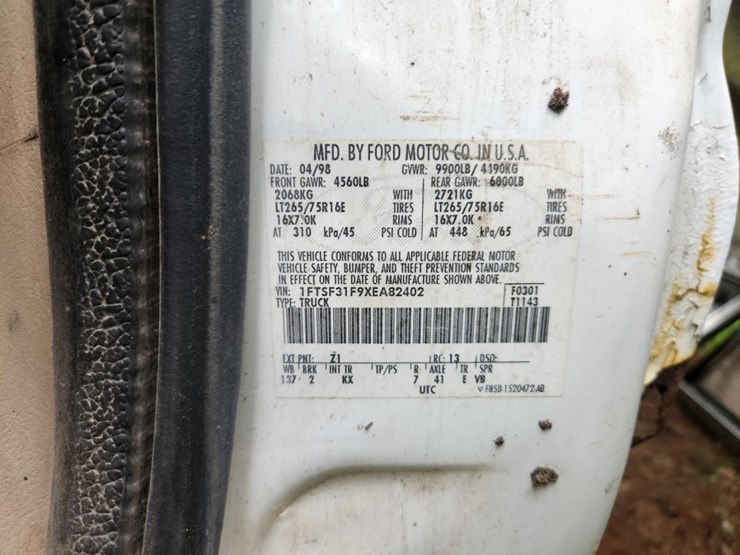 MFD. BY FORD MOTOR CO. IN U.S.A.
DATE: 04/98 GVWR: 9900LB/ 4490KG
FRONT GAWR: 4560LB REAR GAWR: 6000LB
2068KG WITH 2721KG WITH
LT265/75R16E TIRES LT265/75R16E TIRES
16X7.0K RIMS 16X7.0K RIMS
AT 310 kPa/45 PSI COLD AT 448 kPa/65 PSI COLD
THIS VEHICLE CONFORMS TO ALL APPLICABLE FEDERAL MOTOR
VEHICLE SAFETY, BUMPER, AND THEFT PREVENTION STANDARDS
IN EFFECT ON THE DATE OF MANUFACTURE SHOWN ABOVE.
VIN: 1FTSF31F9XEA82402 F0301
TYPE: TRUCK T1143
EXT PNT: Z1 RC: 13 DSO:
WB BRK INT TR TP/PS R AXLE TR SPR
137 2 KX 7 41 E VB
UTC F85B-1520472-AB